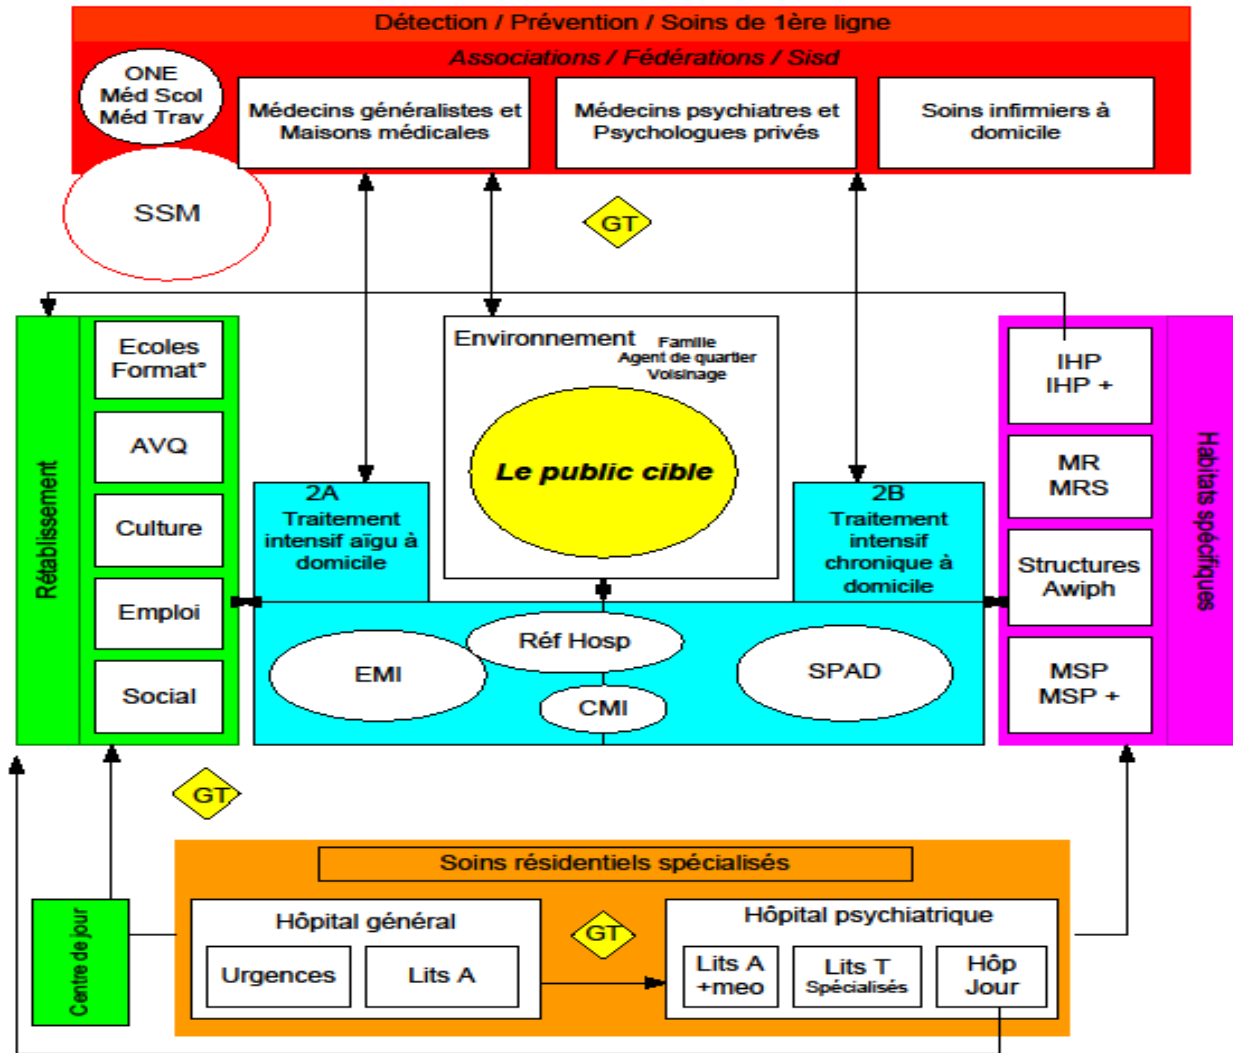 Détection / Prévention / Soins de 1ère ligne
Associations / Fédérations / Sisd
ONE
Méd Scol
Méd Trav
Médecins généralistes et
Maisons médicales
Médecins psychiatres et
Psychologues privés
Soins infirmiers à
domicile
SSM
GT
Rétablissement
Ecoles
Format°
AVQ
Culture
Emploi
Social
Environnement
Famille
Agent de quartier
Voisinage
Le public cible
2A
Traitement
intensif aïgu à
domicile
2B
Traitement
intensif
chronique à
domicile
EMI
Réf Hosp
CMI
SPAD
IHP
IHP +
MR
MRS
Structures
Awiph
MSP
MSP +
Habitats spécifiques
GT
Soins résidentiels spécialisés
Centre de jour
Hôpital général
Urgences
Lits A
GT
Hôpital psychiatrique
Lits A
+meo
Lits T
Spécialisés
Hôp
Jour